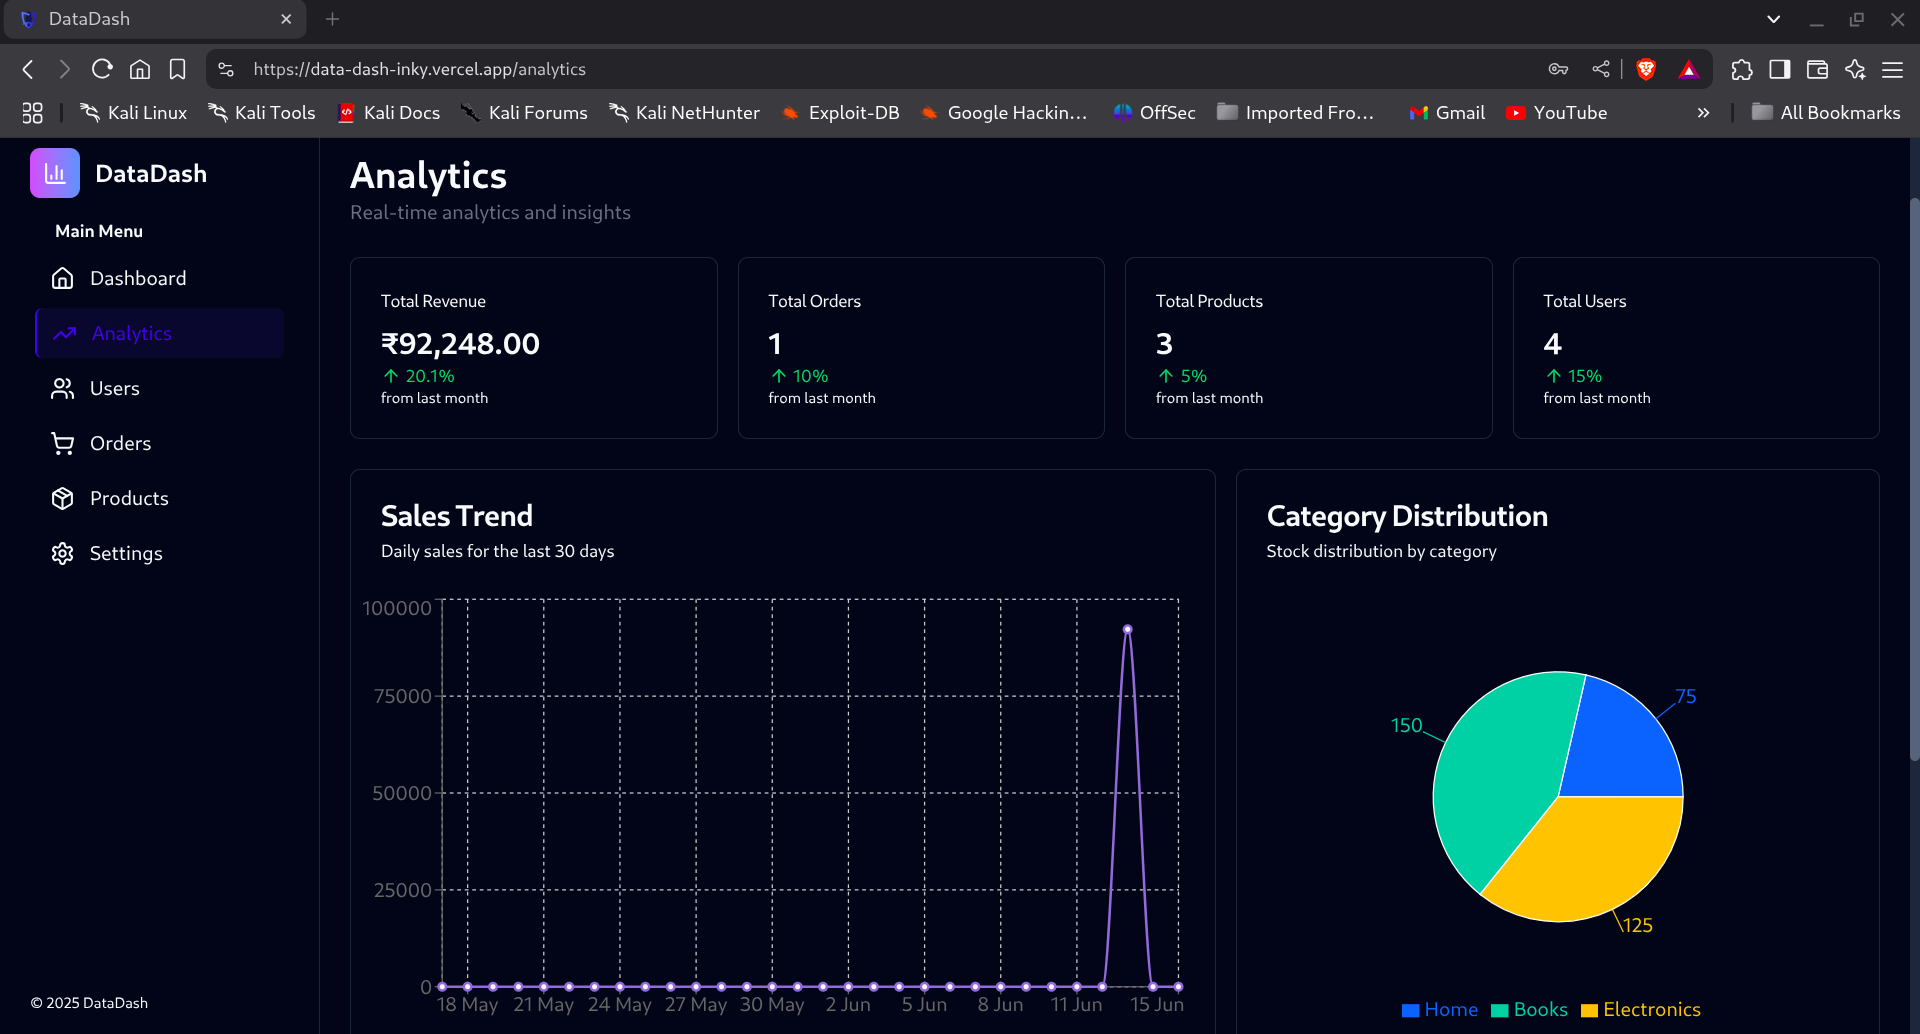 DataDash
https://data-dash-inky.vercel.app/analytics
Kali Linux
Kali Tools
Kali Docs
Kali Forums
Kali NetHunter
Exploit-DB
Google Hackin...
OffSec
Imported Fro...
Gmail
YouTube
All Bookmarks
DataDash
Main Menu
Dashboard
Analytics
Users
Orders
Products
Settings
© 2025 DataDash
Analytics
Real-time analytics and insights
Total Revenue
₹92,248.00
20.1%
from last month
Total Orders
1
10%
from last month
Total Products
3
5%
from last month
Total Users
4
15%
from last month
Sales Trend
Daily sales for the last 30 days
100000
75000
50000
25000
0
18 May 21 May 24 May 27 May 30 May 2 Jun 5 Jun 8 Jun 11 Jun 15 Jun
Category Distribution
Stock distribution by category
75
150
125
Home Books Electronics